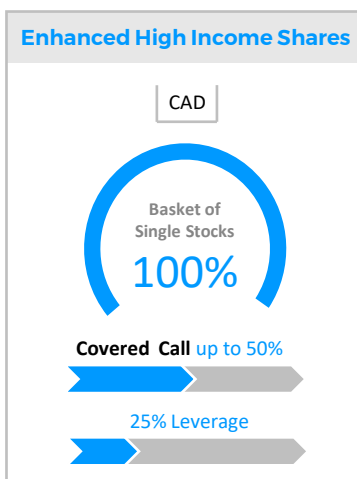 Enhanced High Income Shares
CAD
Basket of
Single Stocks
100%
Covered Call up to 50%
25% Leverage